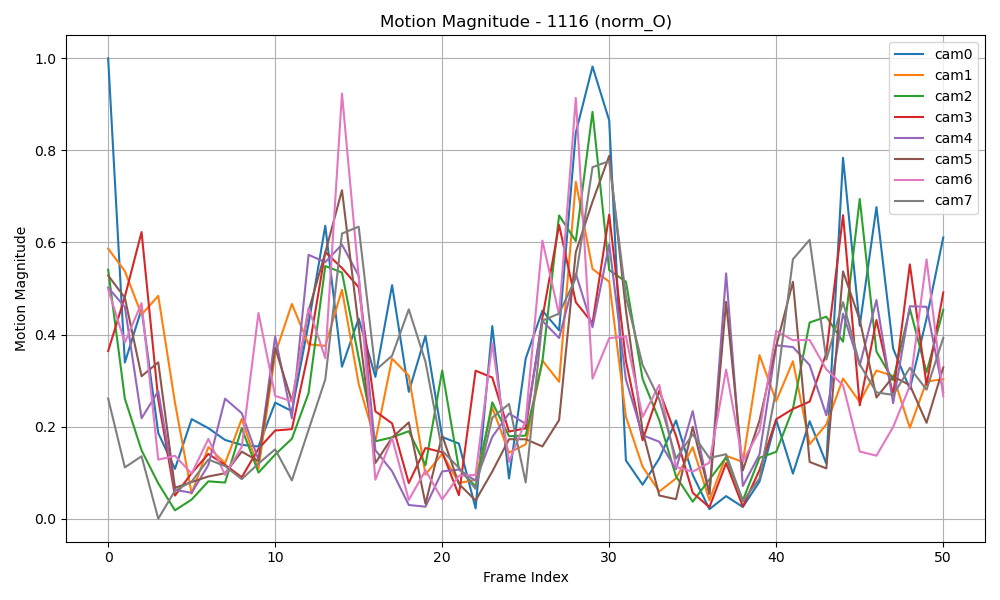 Motion Magnitude - 1116 (norm_O)
1.0
0.8
0.6
0.4
0.2
0.0
Motion Magnitude
0
10
20
30
40
50
Frame Index
cam0
cam1
cam2
cam3
cam4
cam5
cam6
cam7